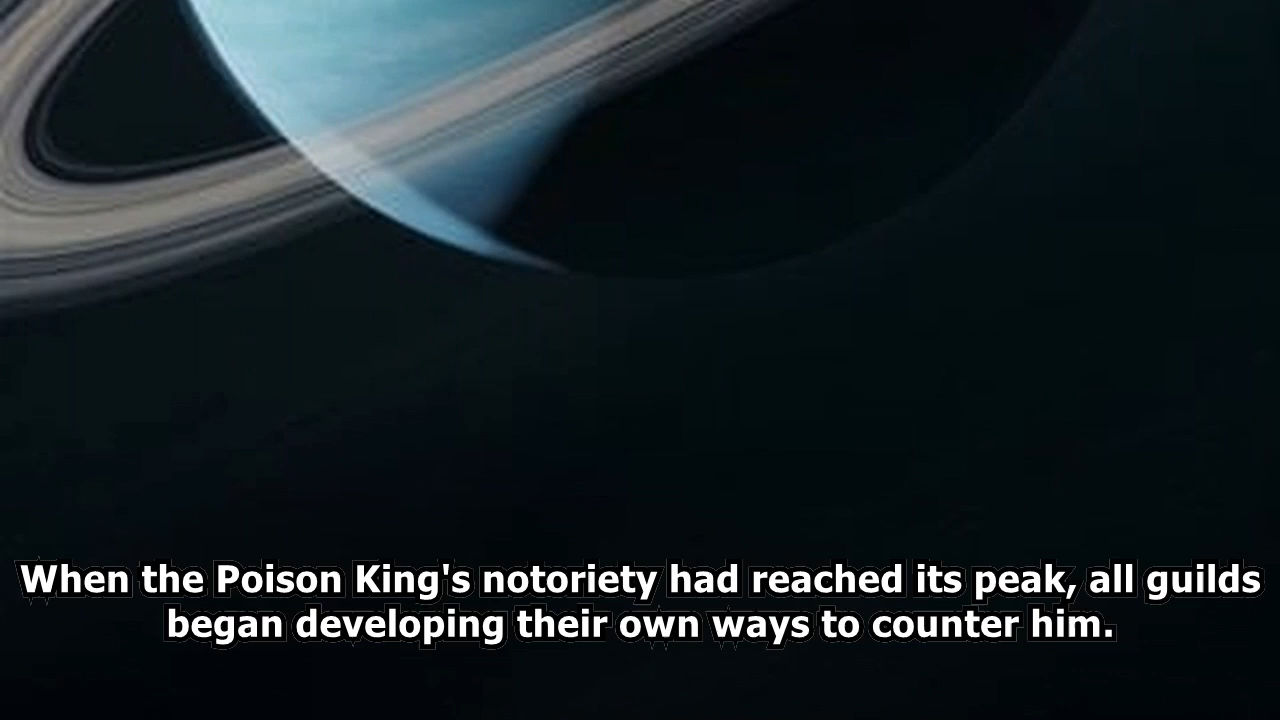 When the Poison King's notoriety had reached its peak, all guilds
began developing their own ways to counter him.